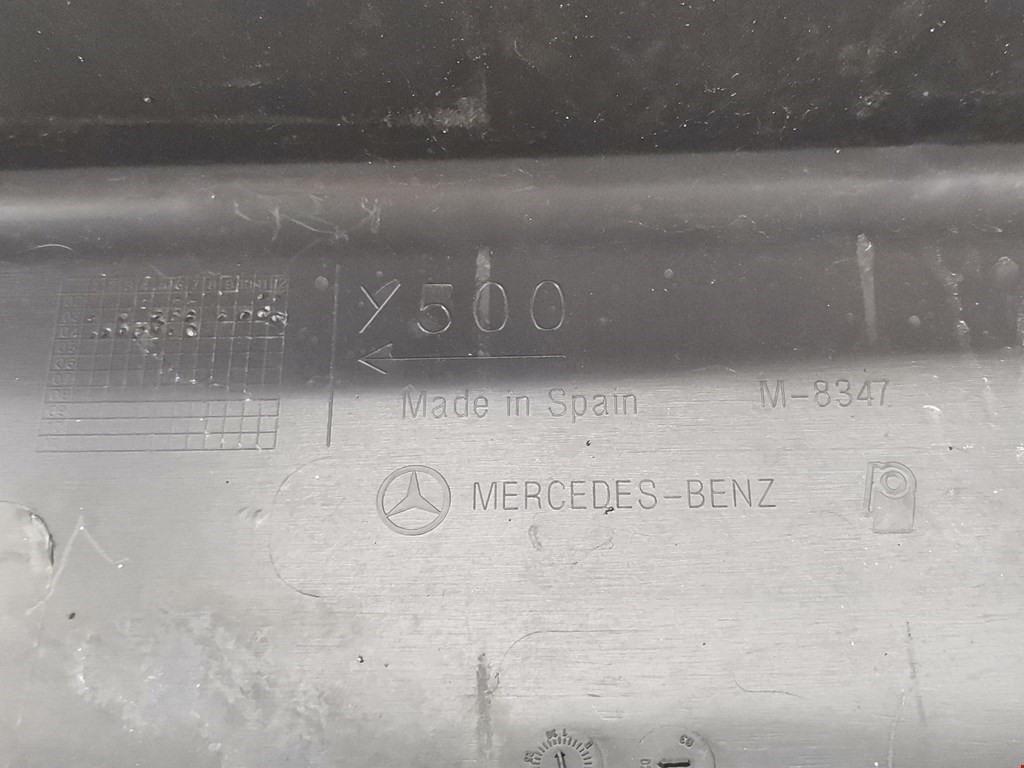 Y500
Made in Spain
M-8347
MERCEDES-BENZ